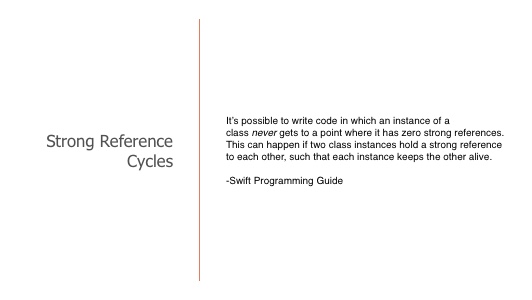 Strong Reference
Cycles
It's possible to write code in which an instance of a
class never gets to a point where it has zero strong references.
This can happen if two class instances hold a strong reference
to each other, such that each instance keeps the other alive.
-Swift Programming Guide